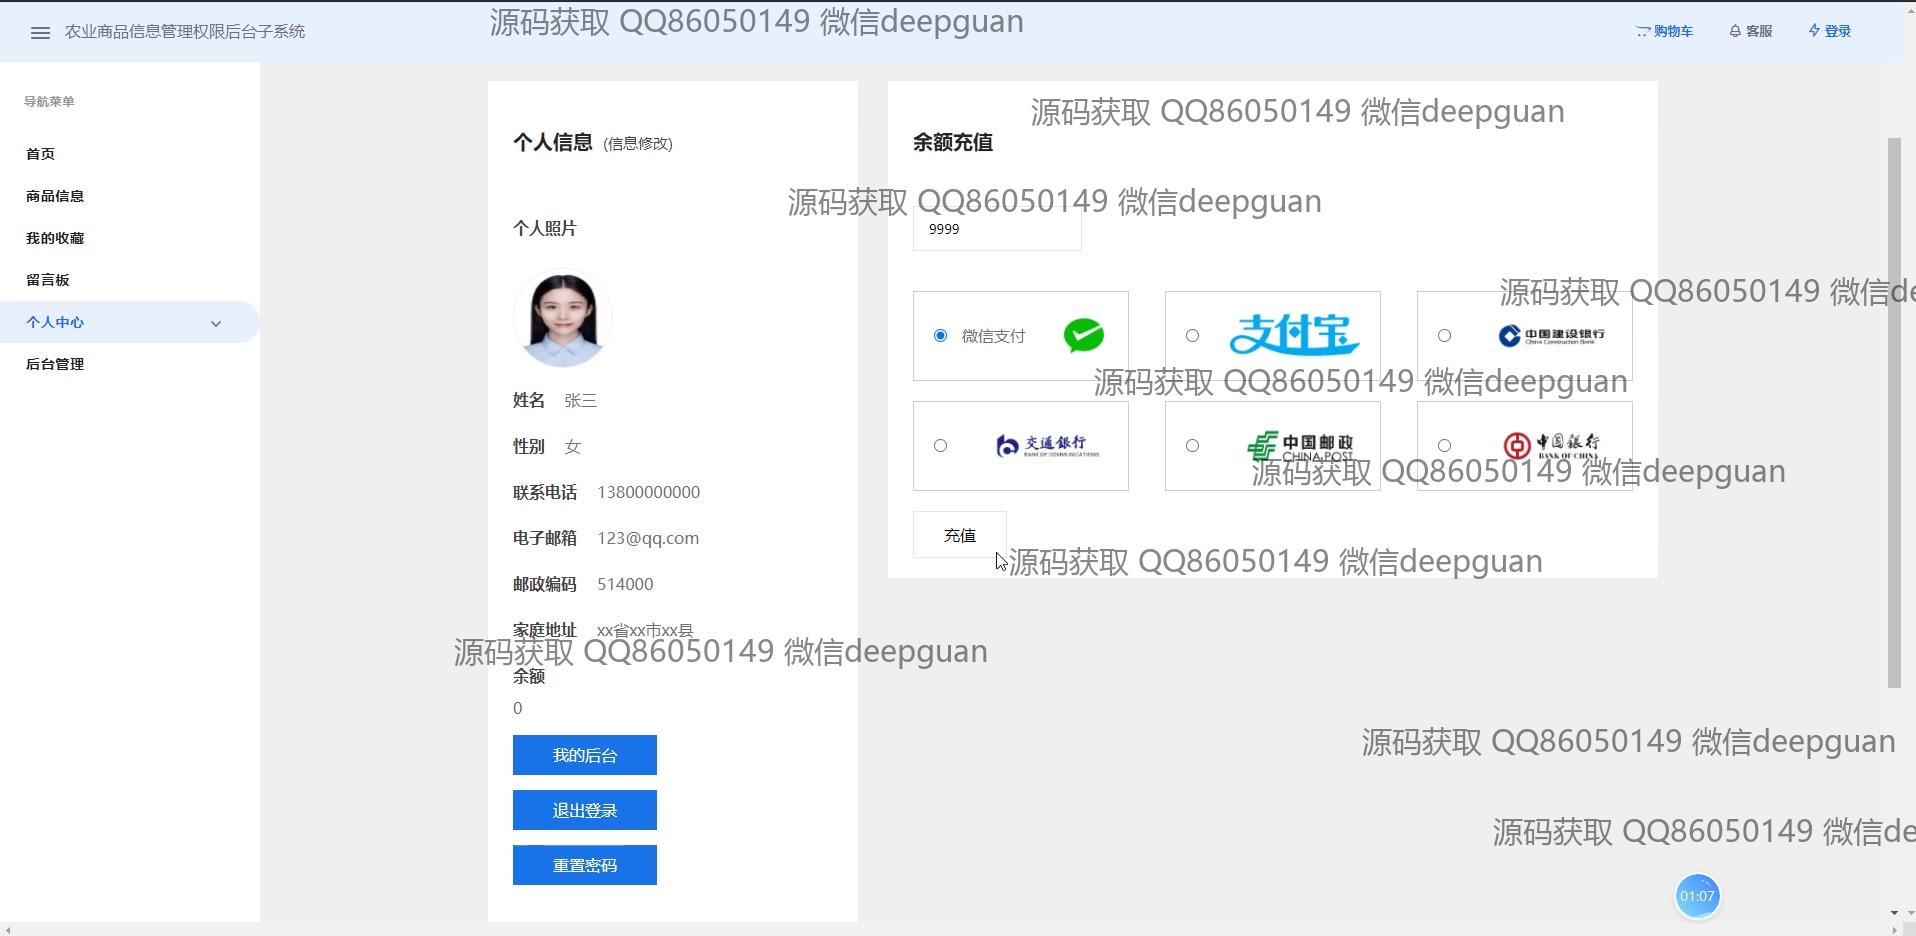 农业商品信息管理权限后台子系统
源码获取 QQ86050149 微信deepguan
购物车
客服
登录
导航菜单
首页
商品信息
我的收藏
留言板
个人中心
后台管理
个人信息 (信息修改)
个人照片
姓名 张三
性别 女
联系电话 13800000000
电子邮箱 123@qq.com
邮政编码 514000
家庭地址 xx省xx市xx县
源码获取 QQ86050149 微信deepguan
余额
0
我的后台
退出登录
重置密码
源码获取 QQ86050149 微信deepguan
余额充值
源码获取 QQ86050149 微信deepguan
9999
源码获取 QQ86050149 微信de
微信支付
支付宝
中国建设银行
China Construction Bank
源码获取 QQ86050149 微信deepguan
交通银行
BANK OF COMMUNICATIONS
中国邮政
CHINA POST
中国银行
BANK OF CHINA
源码获取 QQ86050149 微信deepguan
充值
源码获取 QQ86050149 微信deepguan
源码获取 QQ86050149 微信deepguan
源码获取 QQ86050149 微信de
01:07